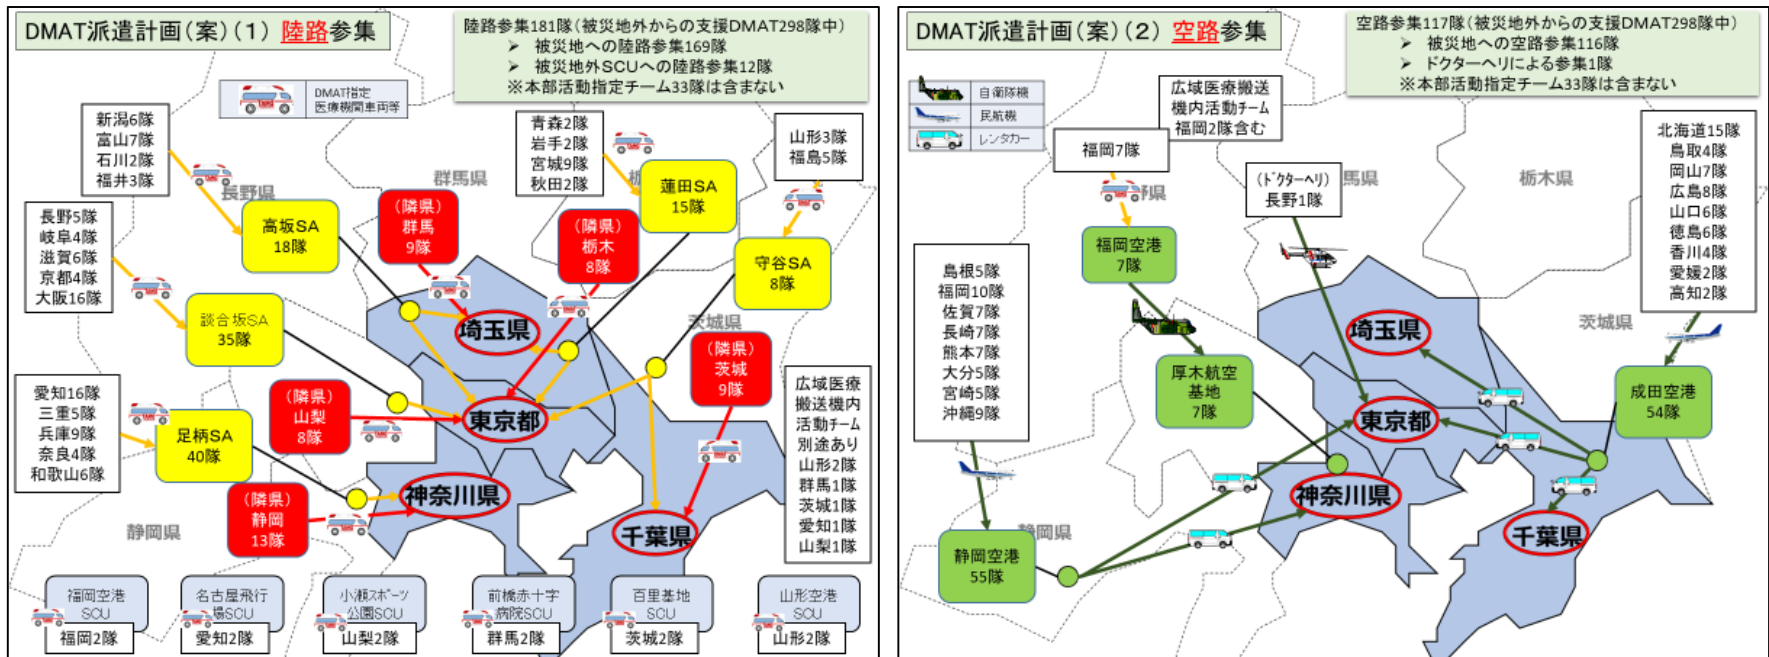 DMAT派遣計画(案)(1) 陸路参集
陸路参集181隊(被災地外からの支援DMAT298隊中)
➢ 被災地への陸路参集169隊
➢ 被災地外SCUへの陸路参集12隊
※本部活動指定チーム33隊は含まない
DMAT指定
医療機関車両等
新潟6隊
富山7隊
石川2隊
福井3隊
長野県
群馬県
青森2隊
岩手2隊
宮城9隊
秋田2隊
山形3隊
福島5隊
蓮田SA
15隊
長野5隊
岐阜4隊
滋賀6隊
京都4隊
大阪16隊
高坂SA
18隊
(隣県)
群馬
9隊
(隣県)
栃木
8隊
守谷SA
8隊
談合坂SA
35隊
埼玉県
茨城県
(隣県)
茨城
9隊
愛知16隊
三重5隊
兵庫9隊
奈良4隊
和歌山6隊
足柄SA
40隊
(隣県)
山梨
8隊
東京都
広域医療
搬送機内
活動チーム
別途あり
山形2隊
群馬1隊
茨城1隊
愛知1隊
山梨1隊
神奈川県
静岡県
(隣県)
静岡
13隊
千葉県
福岡空港
SCU
福岡2隊
名古屋飛行
場SCU
愛知2隊
小瀬スポーツ
公園SCU
山梨2隊
前橋赤十字
病院SCU
群馬2隊
百里基地
SCU
茨城2隊
山形空港
SCU
山形2隊
DMAT派遣計画(案)(2) 空路参集
空路参集117隊(被災地外からの支援DMAT298隊中)
➢ 被災地への空路参集116隊
➢ ドクターヘリによる参集1隊
※本部活動指定チーム33隊は含まない
自衛隊機
民航機
レンタカー
広域医療搬送
機内活動チーム
福岡2隊含む
福岡7隊
(ドクターヘリ)
長野1隊
栃木県
北海道15隊
鳥取4隊
岡山7隊
広島8隊
山口6隊
徳島6隊
香川4隊
愛媛2隊
高知2隊
福岡空港
7隊
島根5隊
福岡10隊
佐賀7隊
長崎7隊
熊本7隊
大分5隊
宮崎5隊
沖縄9隊
埼玉県
茨城県
厚木航空
基地
7隊
成田空港
54隊
東京都
神奈川県
静岡県
千葉県
静岡空港
55隊